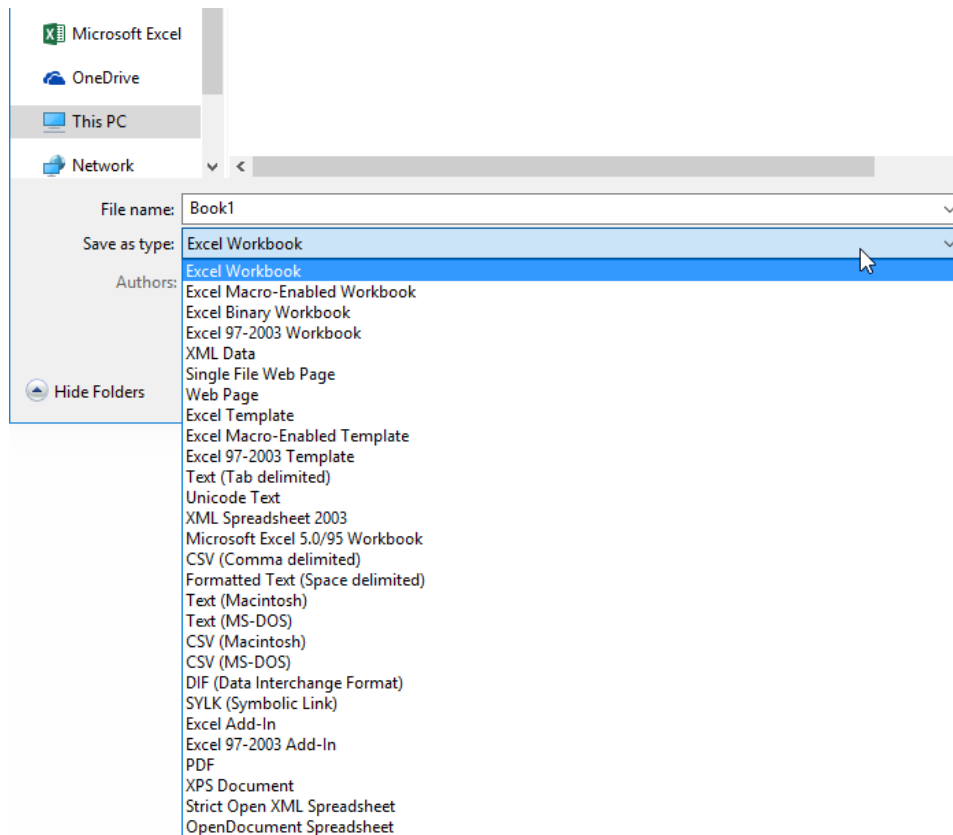 Microsoft Excel
OneDrive
This PC
Network
File name: Book1
Save as type: Excel Workbook
Authors:
Excel Workbook
Excel Macro-Enabled Workbook
Excel Binary Workbook
Excel 97-2003 Workbook
XML Data
Single File Web Page
Web Page
Excel Template
Excel Macro-Enabled Template
Excel 97-2003 Template
Text (Tab delimited)
Unicode Text
XML Spreadsheet 2003
Microsoft Excel 5.0/95 Workbook
CSV (Comma delimited)
Formatted Text (Space delimited)
Text (Macintosh)
Text (MS-DOS)
CSV (Macintosh)
CSV (MS-DOS)
DIF (Data Interchange Format)
SYLK (Symbolic Link)
Excel Add-In
Excel 97-2003 Add-In
PDF
XPS Document
Strict Open XML Spreadsheet
OpenDocument Spreadsheet
Hide Folders